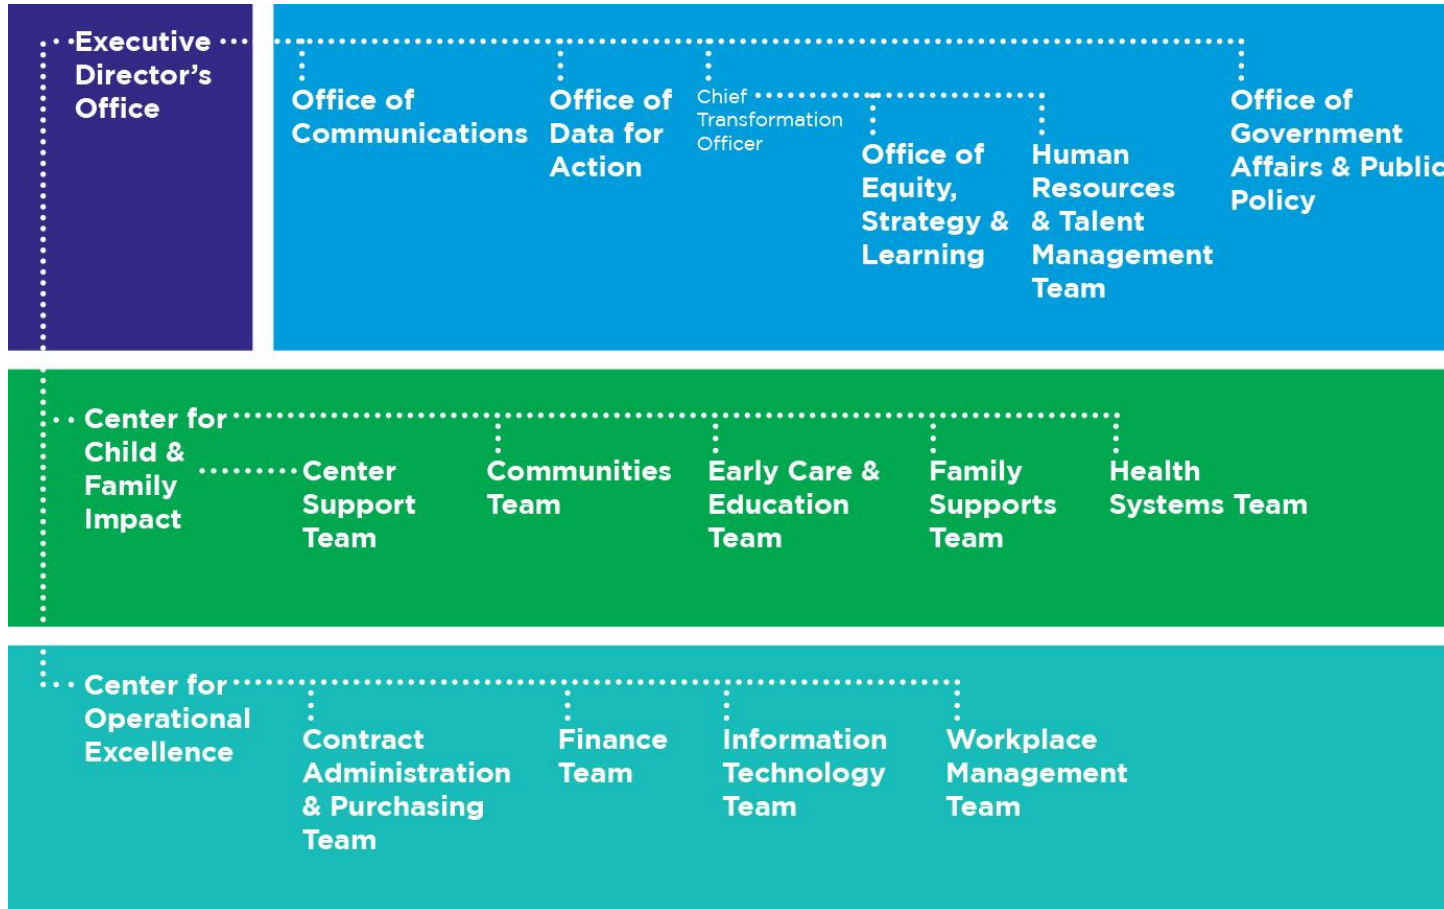 Executive
Director’s
Office
Office of
Communications
Office of
Data for
Action
Chief
Transformation
Officer
Office of
Equity,
Strategy &
Learning
Human
Resources
& Talent
Management
Team
Office of
Government
Affairs & Public
Policy
Center for
Child &
Family
Impact
Center
Support
Team
Communities
Team
Early Care &
Education
Team
Family
Supports
Team
Health
Systems Team
Center for
Operational
Excellence
Contract
Administration
& Purchasing
Team
Finance
Team
Information
Technology
Team
Workplace
Management
Team